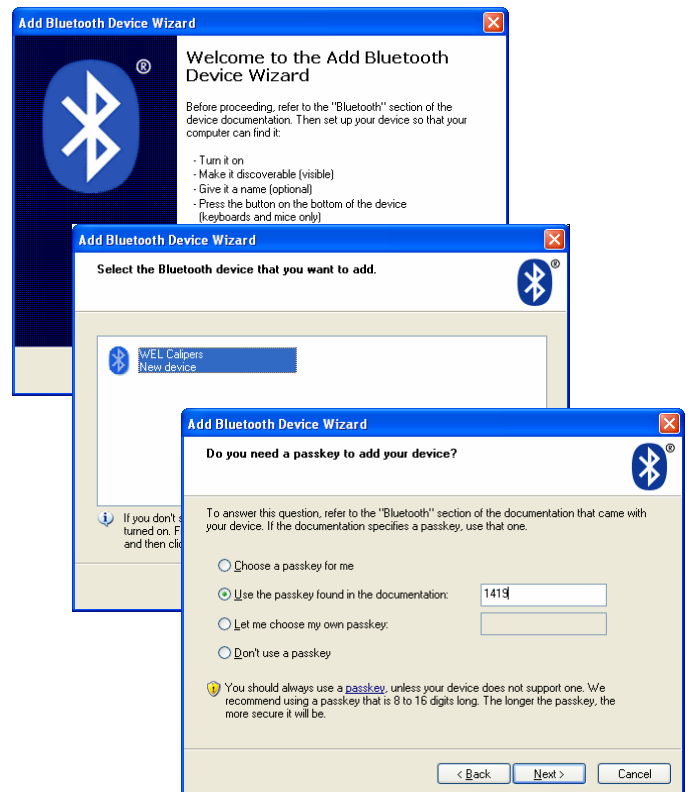 Add Bluetooth Device Wizard
®
Welcome to the Add Bluetooth
Device Wizard
Before proceeding, refer to the "Bluetooth" section of the
device documentation. Then set up your device so that your
computer can find it:
- Turn it on
- Make it discoverable (visible)
- Give it a name (optional)
- Press the button on the bottom of the device
(keyboards and mice only)
Add Bluetooth Device Wizard
Select the Bluetooth device that you want to add.
®
WEL Calipers
New device
If you don't
turned on.
and then
Add Bluetooth Device Wizard
Do you need a passkey to add your device?
®
To answer this question, refer to the "Bluetooth" section of the documentation that came with
your device. If the documentation specifies a passkey, use that one.
Choose a passkey for me
Use the passkey found in the documentation:
1419
Let me choose my own passkey:
Don't use a passkey
You should always use a passkey, unless your device does not support one. We
recommend using a passkey that is 8 to 16 digits long. The longer the passkey, the
more secure it will be.
< Back
Next >
Cancel